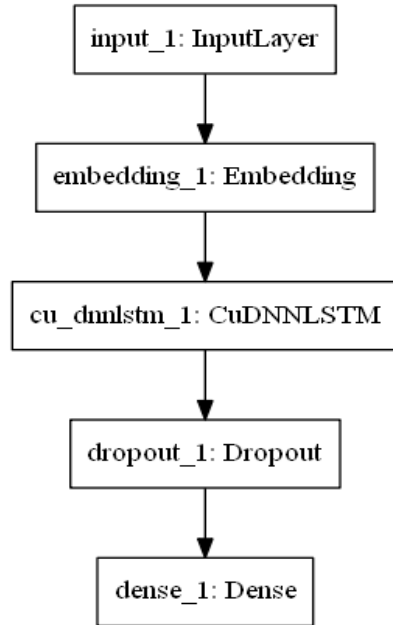 input_1: InputLayer
embedding_1: Embedding
cu_dnnlstm_1: CuDNNLSTM
dropout_1: Dropout
dense_1: Dense